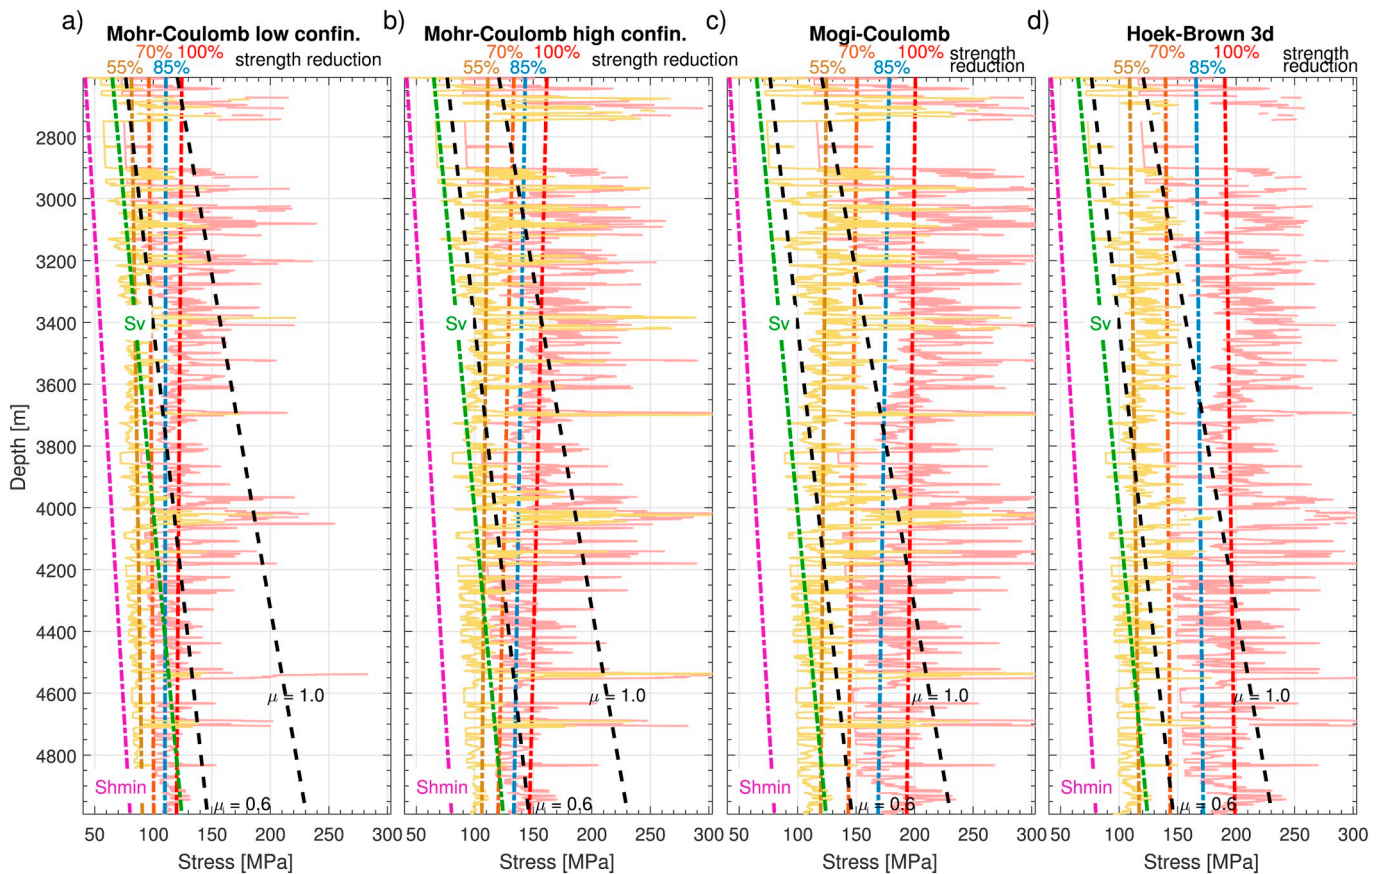 a)
Mohr-Coulomb low confin.
70% 100%
strength reduction
55% 85%
b)
Mohr-Coulomb high confin.
70% 100%
strength reduction
55% 85%
c)
Mogi-Coulomb
70% 100% strength
reduction
55% 85%
d)
Hoek-Brown 3d
70% 100% strength
reduction
55% 85%
Depth [m]
2800
3000
3200
3400
3600
3800
4000
4200
4400
4600
4800
Sv
μ = 1.0
Shmin
μ = 0.6
50 100 150 200 250 300
Stress [MPa]
Sv
μ = 1.0
Shmin
μ = 0.6
50 100 150 200 250 300
Stress [MPa]
Sv
μ = 1.0
Shmin
μ = 0.6
50 100 150 200 250 300
Stress [MPa]
Sv
μ = 1.0
Shmin
μ = 0.6
50 100 150 200 250 300
Stress [MPa]